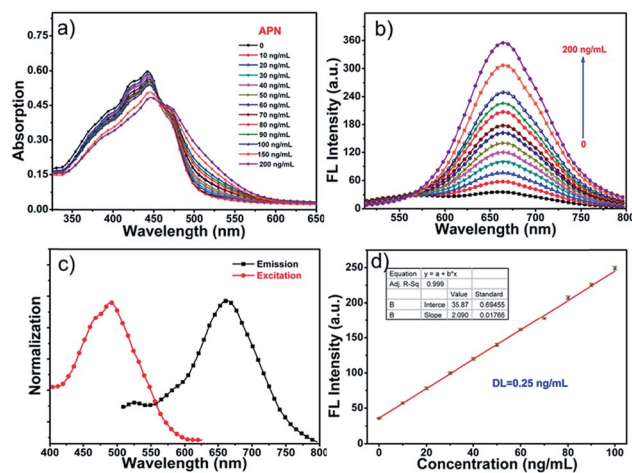 a)
APN
0
10 ng/mL
20 ng/mL
30 ng/mL
40 ng/mL
50 ng/mL
60 ng/mL
70 ng/mL
80 ng/mL
90 ng/mL
100 ng/mL
150 ng/mL
200 ng/mL
0.60
0.45
0.30
0.15
0.00
Absorption
350 400 450 500 550 600 650
Wavelength (nm)
b)
200 ng/mL
0
360
300
240
180
120
60
0
FL Intensity (a.u.)
550 600 650 700 750 800
Wavelength (nm)
c)
Emission
Excitation
Normalization
400 450 500 550 600 650 700 750 800
Wavelength (nm)
d)
Equation y = a + b*x
Adj. R-Sq 0.999
Value Standard
B Interce 35.87 0.69455
B Slope 2.090 0.01766
DL=0.25 ng/mL
250
200
150
100
50
0
FL Intensity (a.u.)
0 20 40 60 80 100
Concentration (ng/mL)